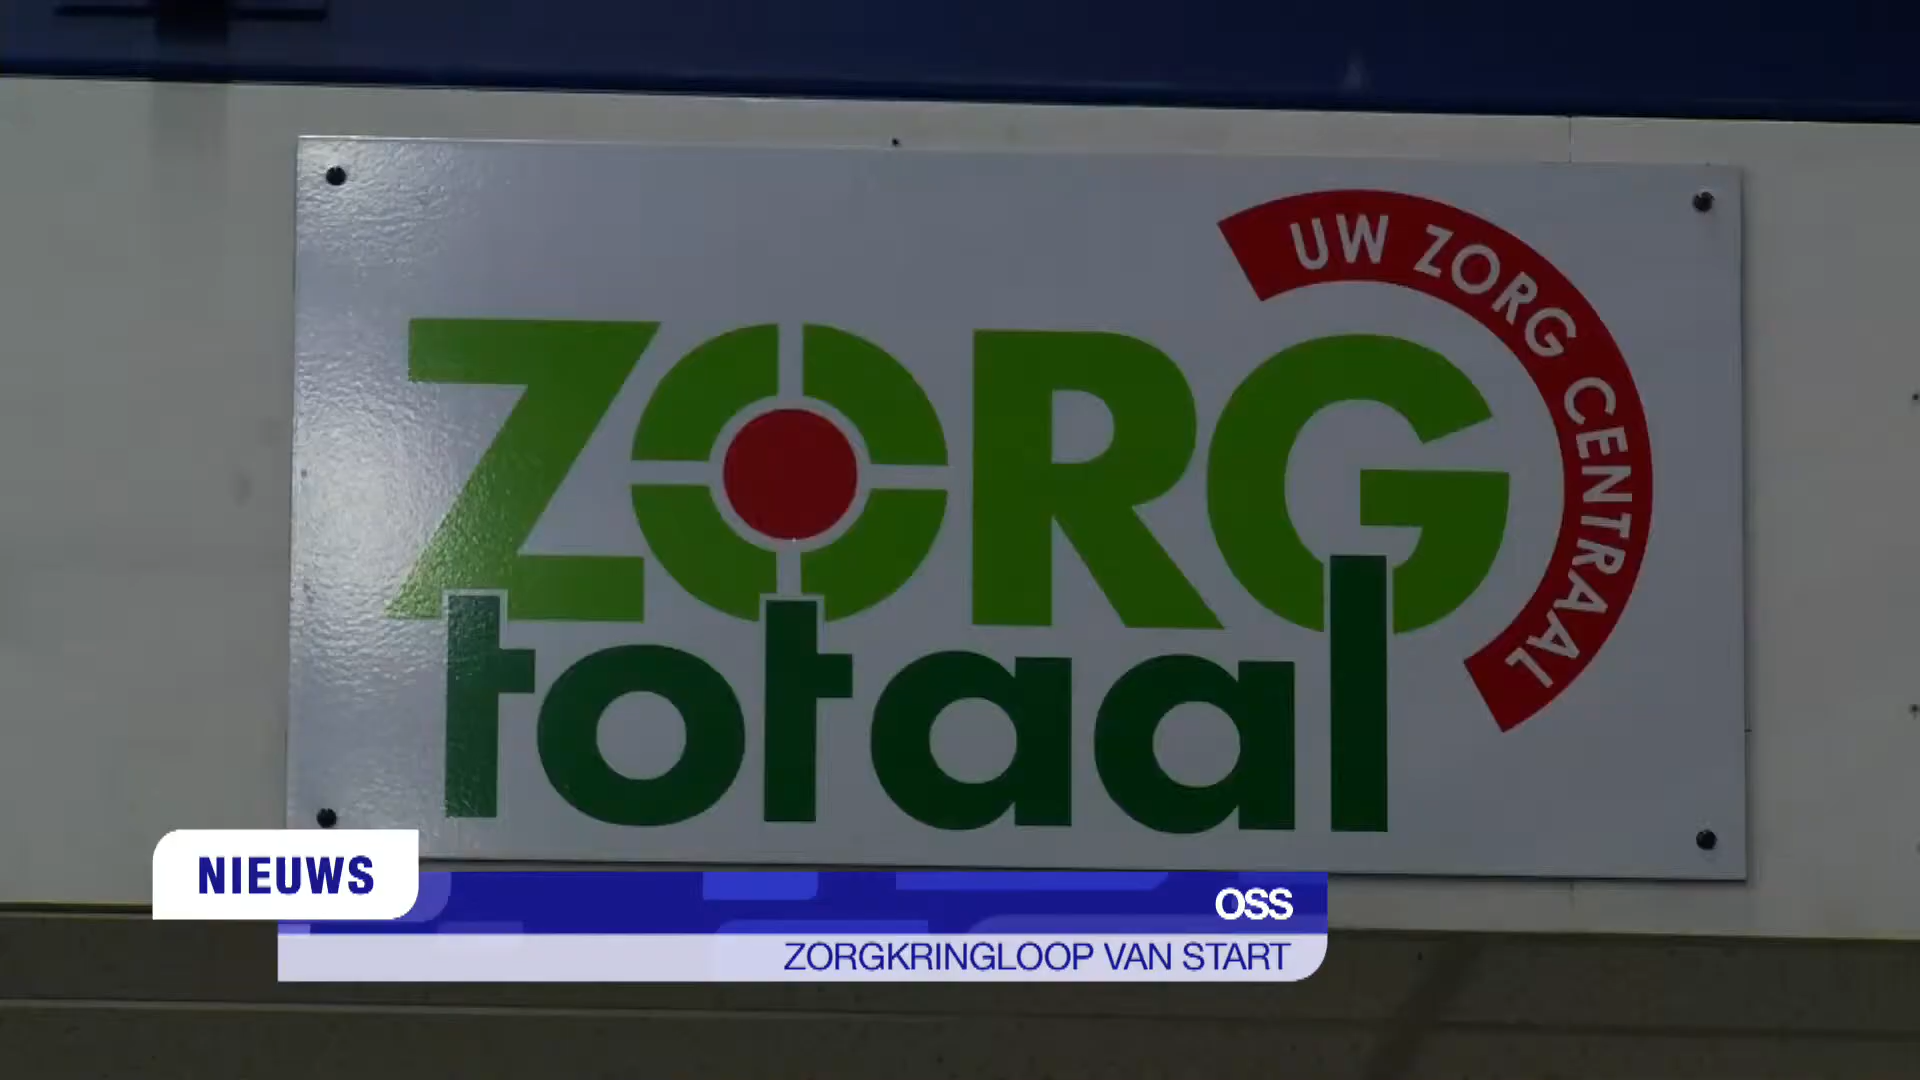 UW ZORG CENTRAAL
ZORG
totaal
NIEUWS
OSS
ZORGKRINGLOOP VAN START